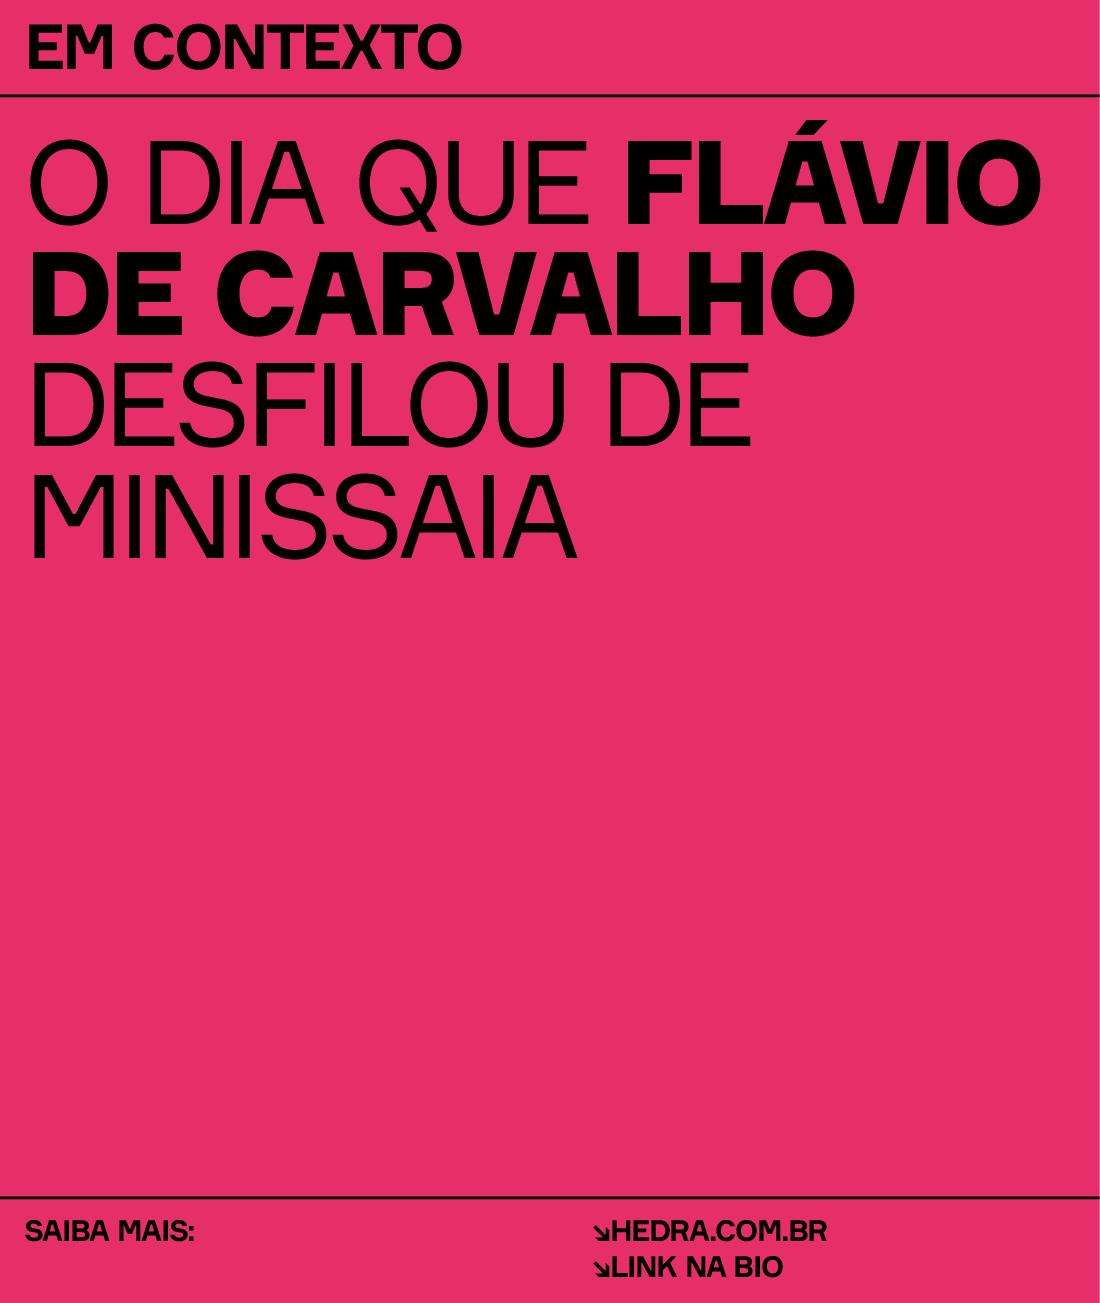 EM CONTEXTO
O DIA QUE FLÁVIO
DE CARVALHO
DESFILOU DE
MINISSAIA
SAIBA MAIS:
↘HEDRA.COM.BR
↘LINK NA BIO